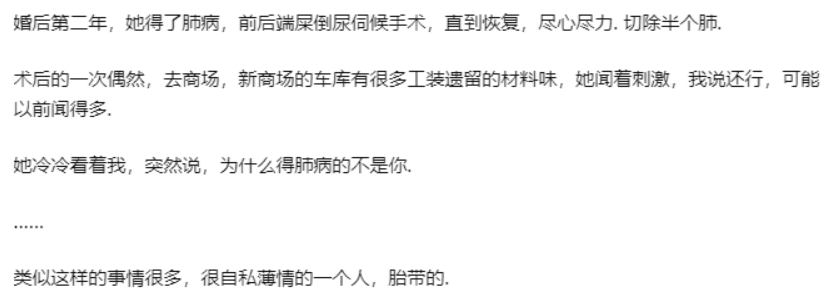 婚后第二年，她得了肺病，前后端屎倒尿伺候手术，直到恢复，尽心尽力. 切除半个肺.
术后的一次偶然，去商场，新商场的车库有很多工装遗留的材料味，她闻着刺激，我说还行，可能
以前闻得多.
她冷冷看着我，突然说，为什么得肺病的不是你.
......
类似这样的事情很多，很自私薄情的一个人，胎带的.